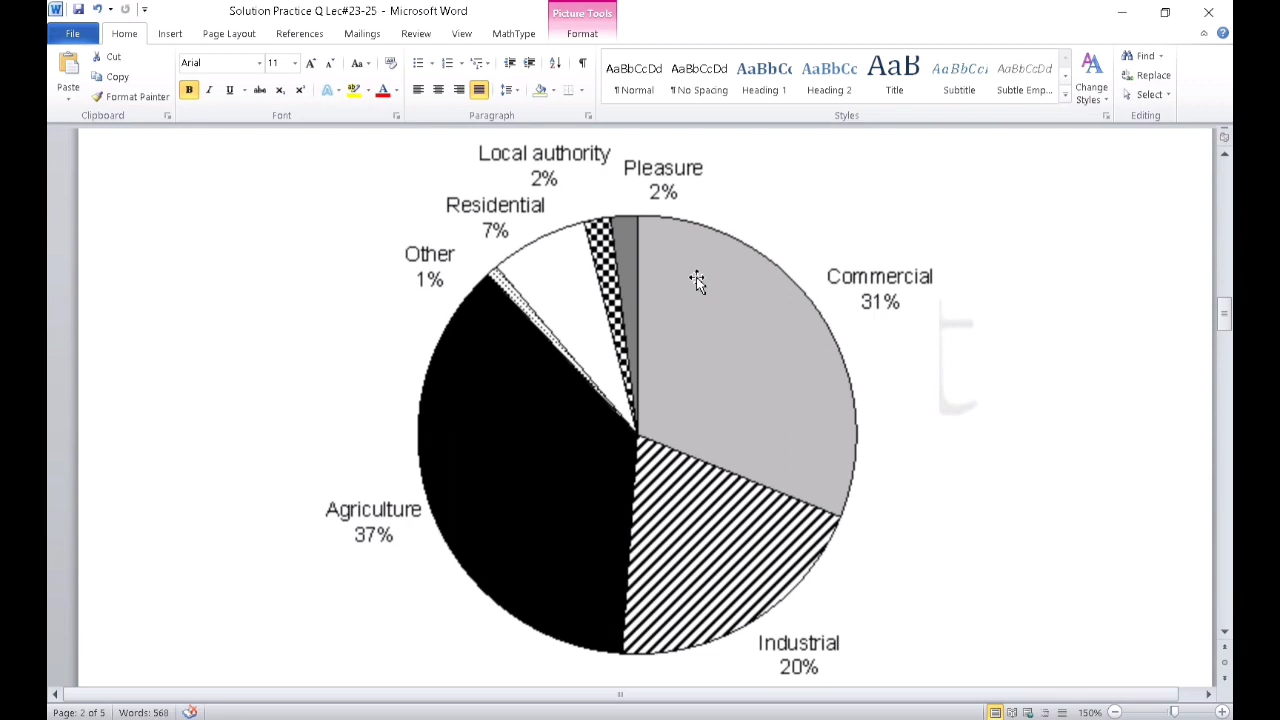 Solution Practice Q Lec#23-25 - Microsoft Word
Picture Tools
File Home Insert Page Layout References Mailings Review View MathType Format
Paste
Cut
Copy
Format Painter
Clipboard
Arial 11
Font
Paragraph
AaBbCcDd AaBbCcDd AaBbCc AaBbCc AaB AaBbCcI AaBbCcDd
¶ Normal ¶ No Spacing Heading 1 Heading 2 Title Subtitle Subtle Emp...
Change
Styles
Styles
Find
Replace
Select
Editing
Local authority
2%
Pleasure
2%
Residential
7%
Other
1%
Commercial
31%
t
Agriculture
37%
Industrial
20%
Page: 2 of 5 Words: 568 150%